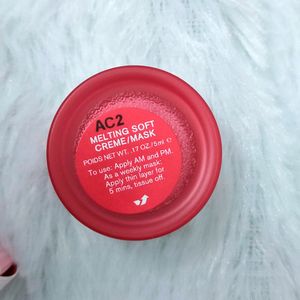 AC2
MELTING SOFT
CREME/MASK
POIDS NET WT. .17 OZ./5ml e
To use: Apply AM and PM.
As a weekly mask:
Apply thin layer for
5 mins, tissue off.